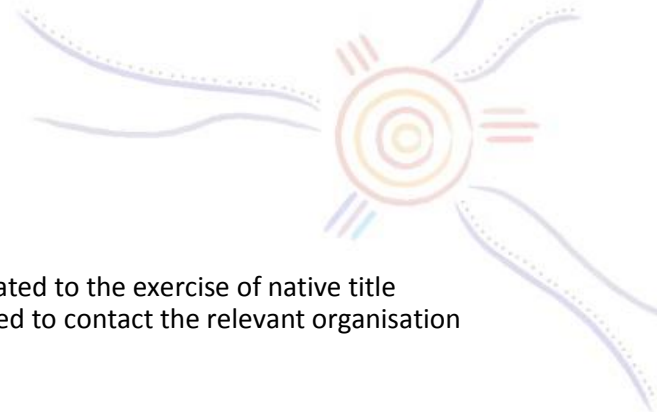 ated to the exercise of native title
ed to contact the relevant organisation